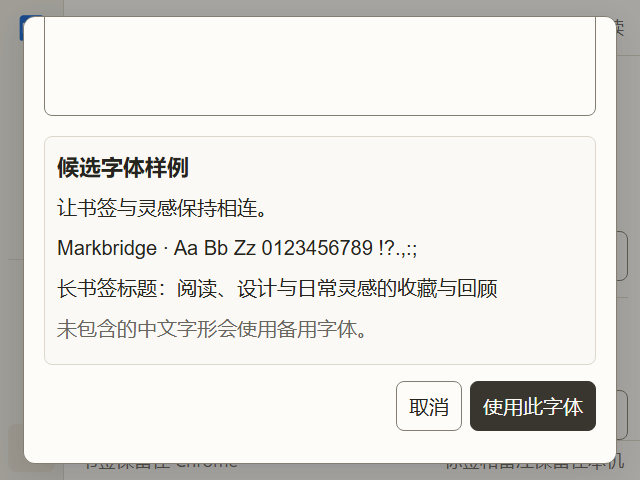 候选字体样例
让书签与灵感保持相连。
Markbridge · Aa Bb Zz 0123456789 !?.,:;
长书签标题：阅读、设计与日常灵感的收藏与回顾
未包含的中文字形会使用备用字体。
取消
使用此字体